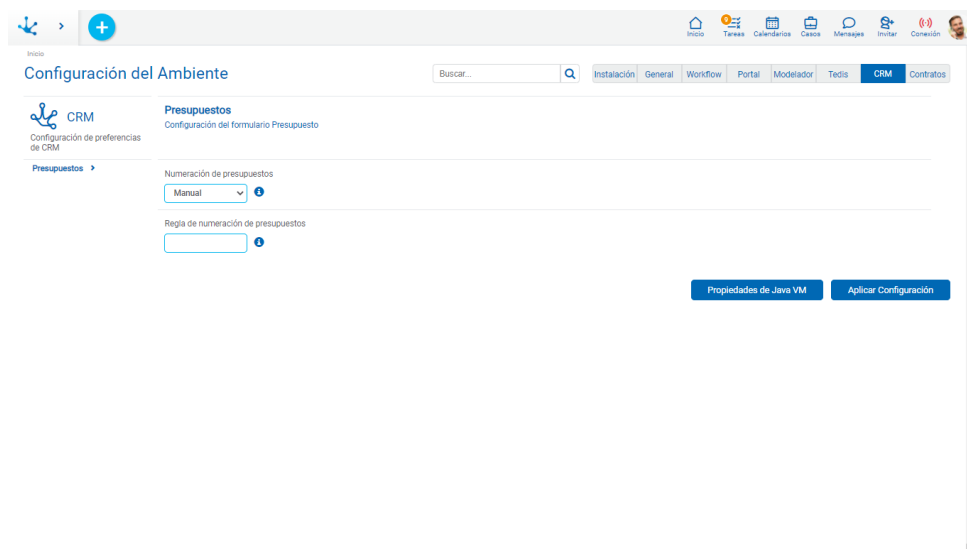 9
Inicio
Tareas
Calendarios
Casos
Mensajes
Invitar
Conexión
Inicio
Configuración del Ambiente
Buscar...
Instalación
General
Workflow
Portal
Modelador
Tedis
CRM
Contratos
CRM
Configuración de preferencias
de CRM
Presupuestos
Presupuestos
Configuración del formulario Presupuesto
Numeración de presupuestos
Manual
Regla de numeración de presupuestos
Propiedades de Java VM
Aplicar Configuración